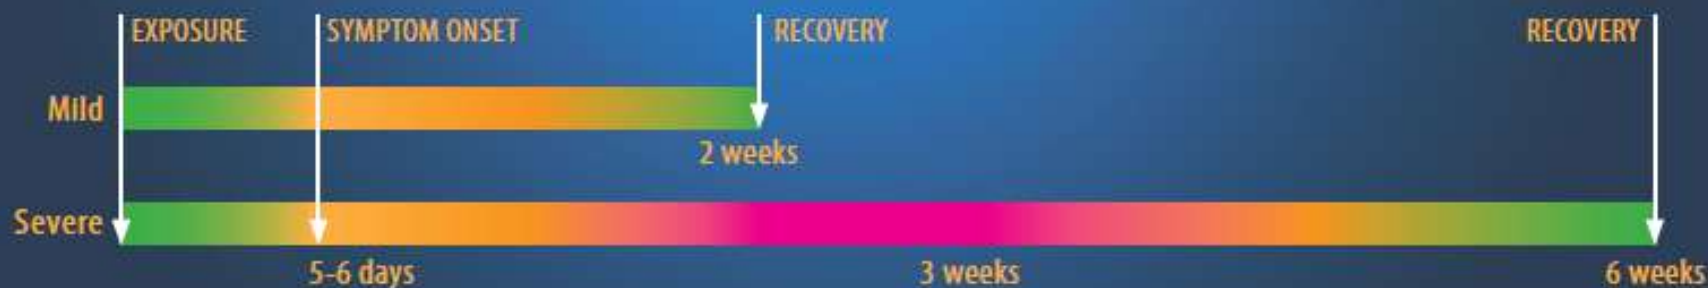 EXPOSURE SYMPTOM ONSET RECOVERY RECOVERY
Mild
2 weeks
Severe
5-6 days 3 weeks 6 weeks